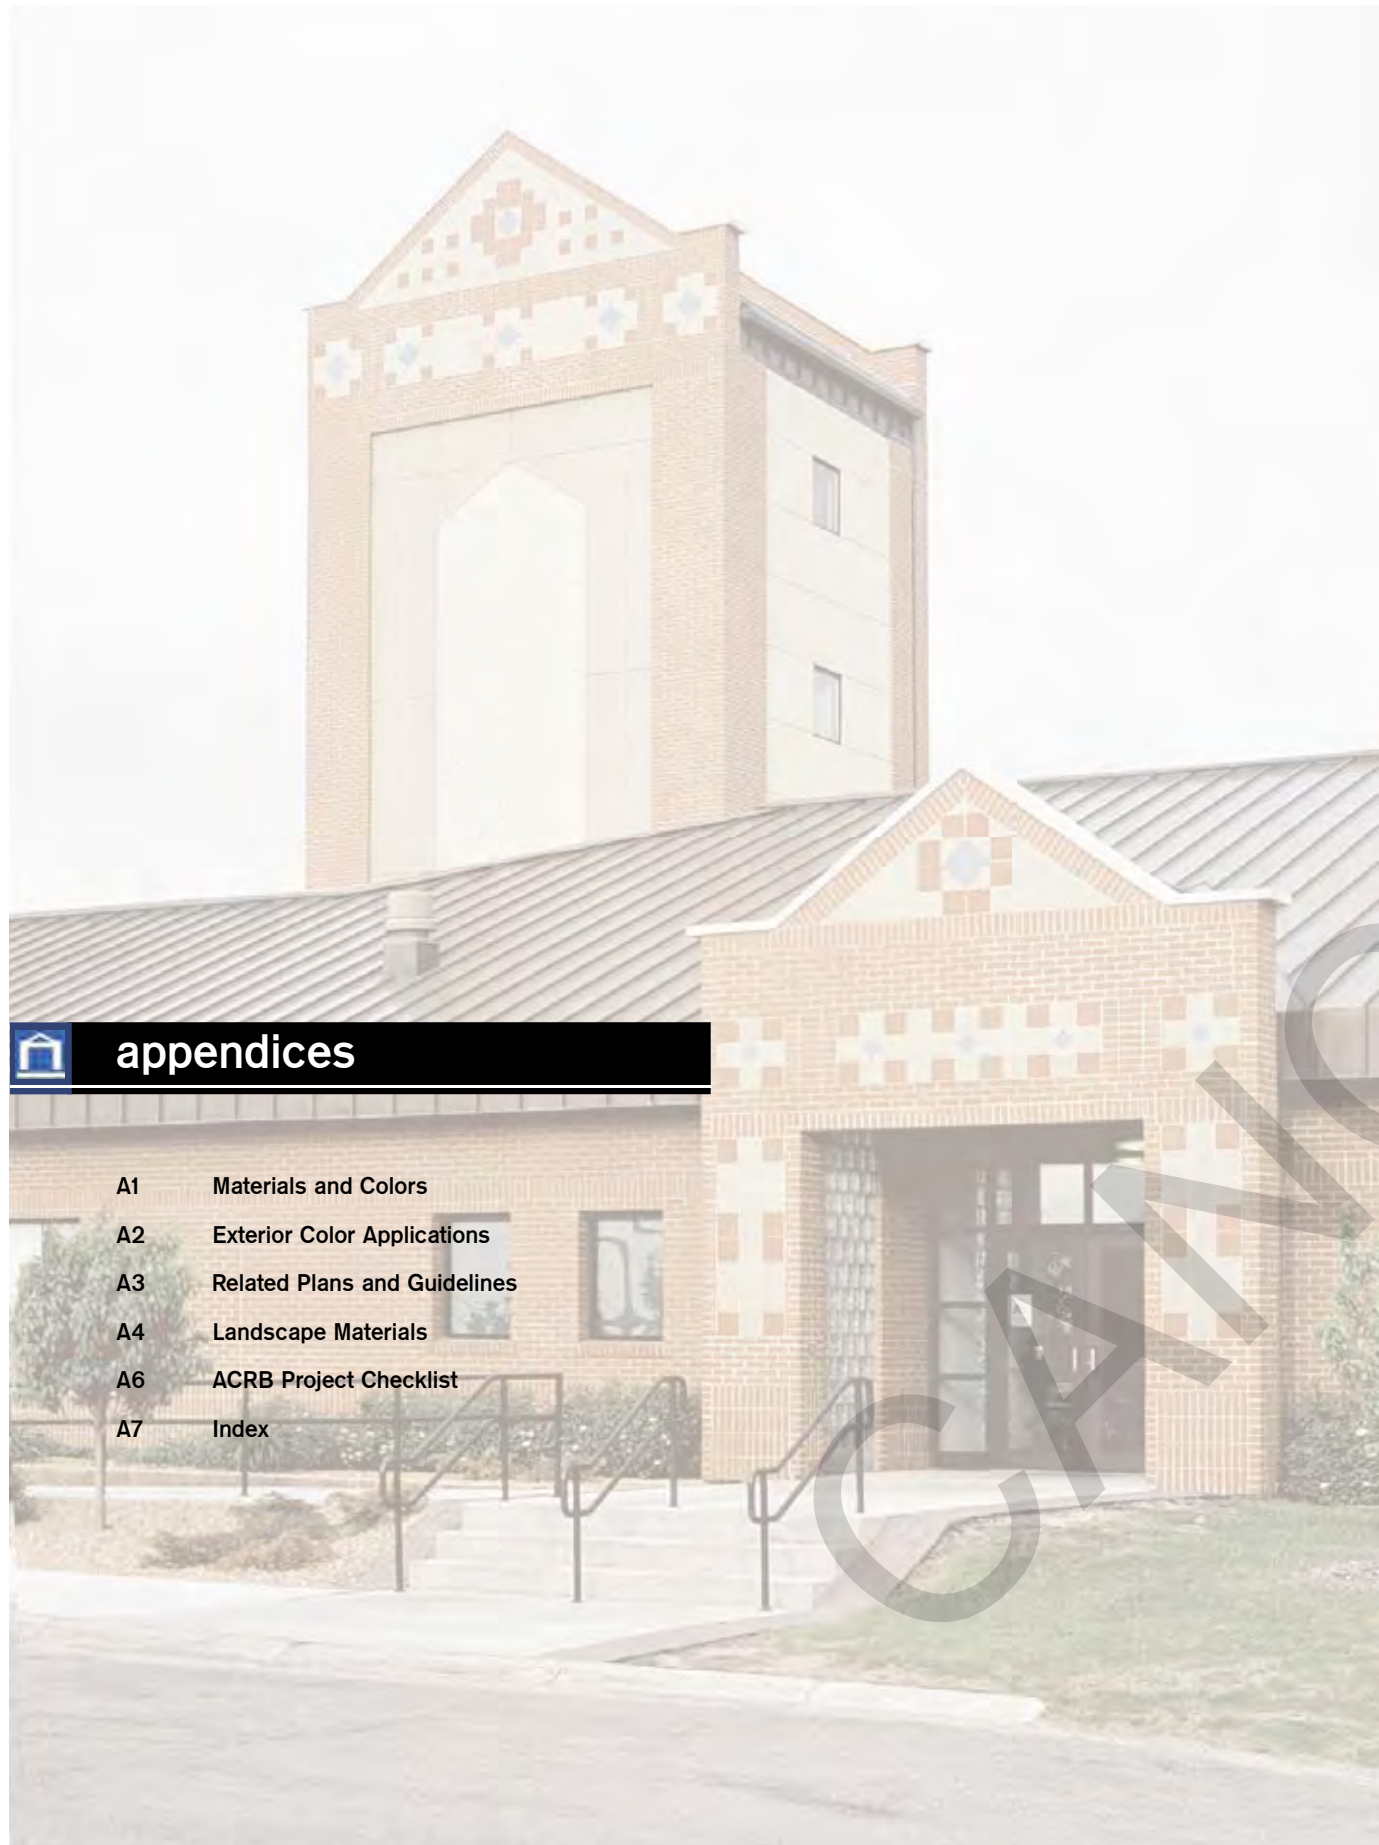 appendices
A1 Materials and Colors
A2 Exterior Color Applications
A3 Related Plans and Guidelines
A4 Landscape Materials
A6 ACRB Project Checklist
A7 Index